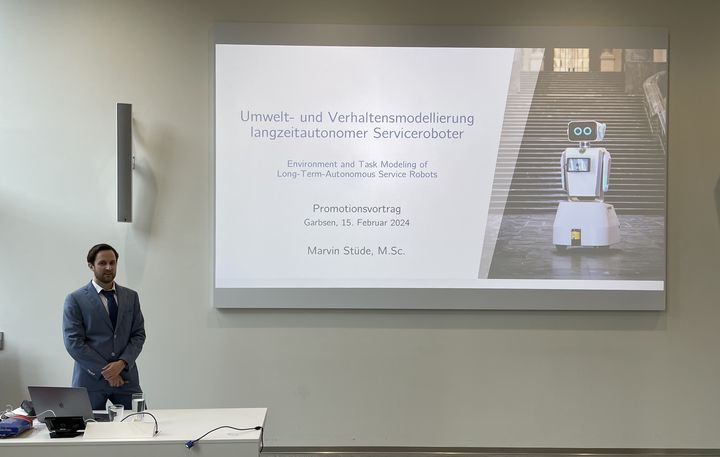 Umwelt- und Verhaltensmodellierung
langzeitautonomer Serviceroboter
Environment and Task Modeling of
Long-Term-Autonomous Service Robots
Promotionsvortrag
Garbsen, 15. Februar 2024
Marvin Stüde, M.Sc.